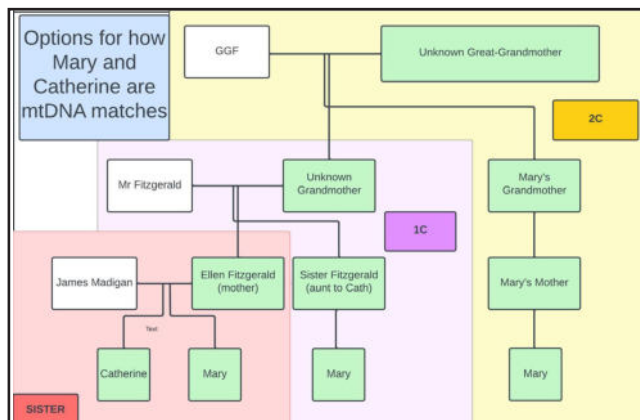 Options for how
Mary and
Catherine are
mtDNA matches
GGF
Unknown Great-Grandmother
2C
Mr Fitzgerald
Unknown
Grandmother
Mary's
Grandmother
1C
James Madigan
Ellen Fitzgerald
(mother)
Sister Fitzgerald
(aunt to Cath)
Mary's Mother
Text
Catherine
Mary
Mary
Mary
SISTER